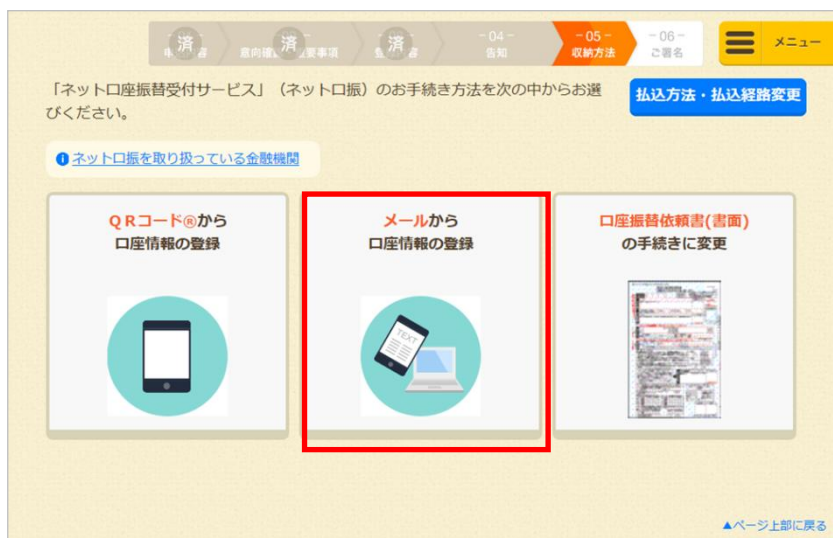 済
済
済
－04－
告知
－05－
収納方法
－06－
ご署名
メニュー
「ネット口座振替受付サービス」（ネット口振）のお手続き方法を次の中からお選
びください。
払込方法・払込経路変更
ネット口振を取り扱っている金融機関
ＱＲコード®から
口座情報の登録
メールから
口座情報の登録
TEXT
口座振替依頼書(書面)
の手続きに変更
▲ページ上部に戻る